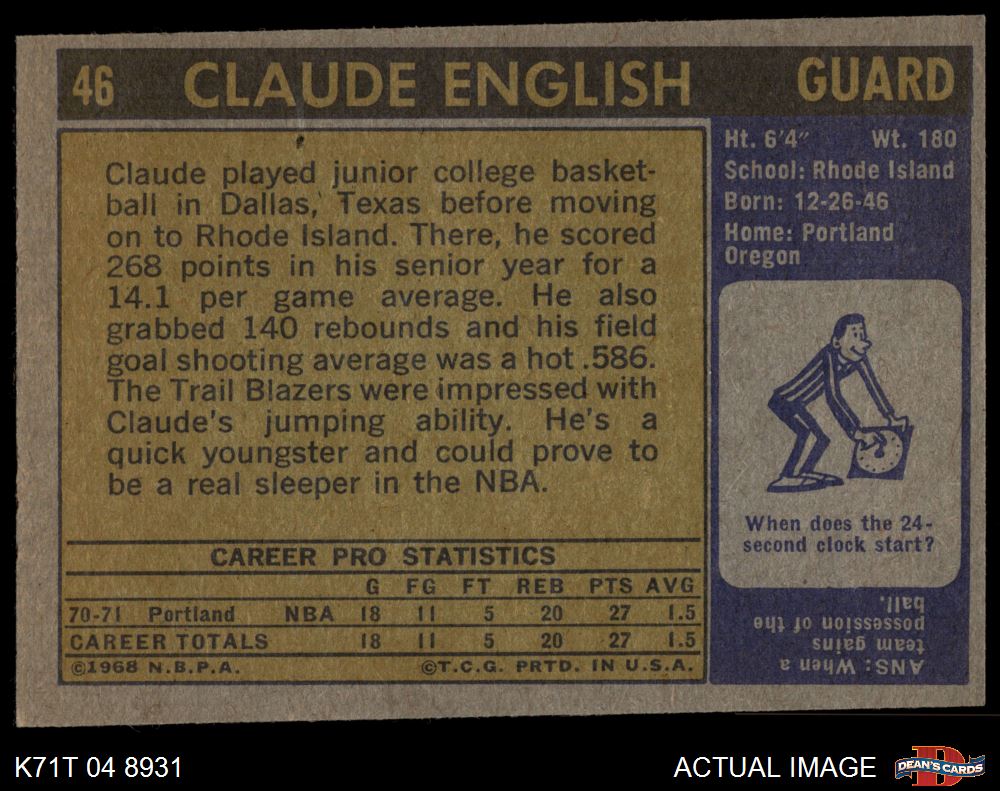 46 CLAUDE ENGLISH GUARD
Claude played junior college basket-
ball in Dallas, Texas before moving
on to Rhode Island. There, he scored
268 points in his senior year for a
14.1 per game average. He also
grabbed 140 rebounds and his field
goal shooting average was a hot .586.
The Trail Blazers were impressed with
Claude's jumping ability. He's a
quick youngster and could prove to
be a real sleeper in the NBA.
CAREER PRO STATISTICS
G FG FT REB PTS AVG
70-71 Portland NBA 18 11 5 20 27 1.5
CAREER TOTALS 18 11 5 20 27 1.5
©1968 N.B.P.A. ©T.C.G. PRTD. IN U.S.A.
Ht. 6'4" Wt. 180
School: Rhode Island
Born: 12-26-46
Home: Portland
Oregon
When does the 24-
second clock start?
ANS: When a
team gains
possession of the
ball.
K71T 04 8931
ACTUAL IMAGE
DEAN'S CARDS